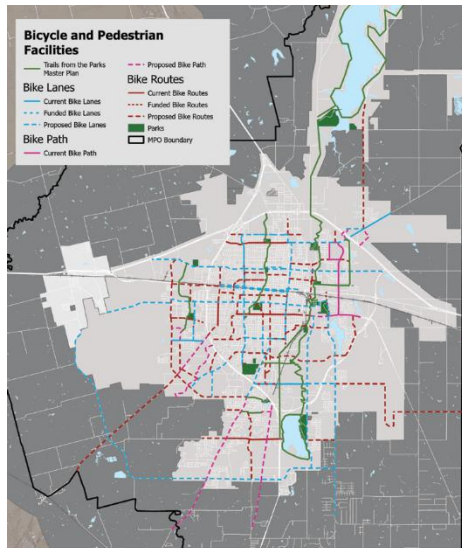 Bicycle and Pedestrian
Facilities
Trails from the Parks
Master Plan
Bike Lanes
Current Bike Lanes
Funded Bike Lanes
Proposed Bike Lanes
Bike Path
Current Bike Path
Proposed Bike Path
Bike Routes
Current Bike Routes
Funded Bike Routes
Proposed Bike Routes
Parks
MPO Boundary